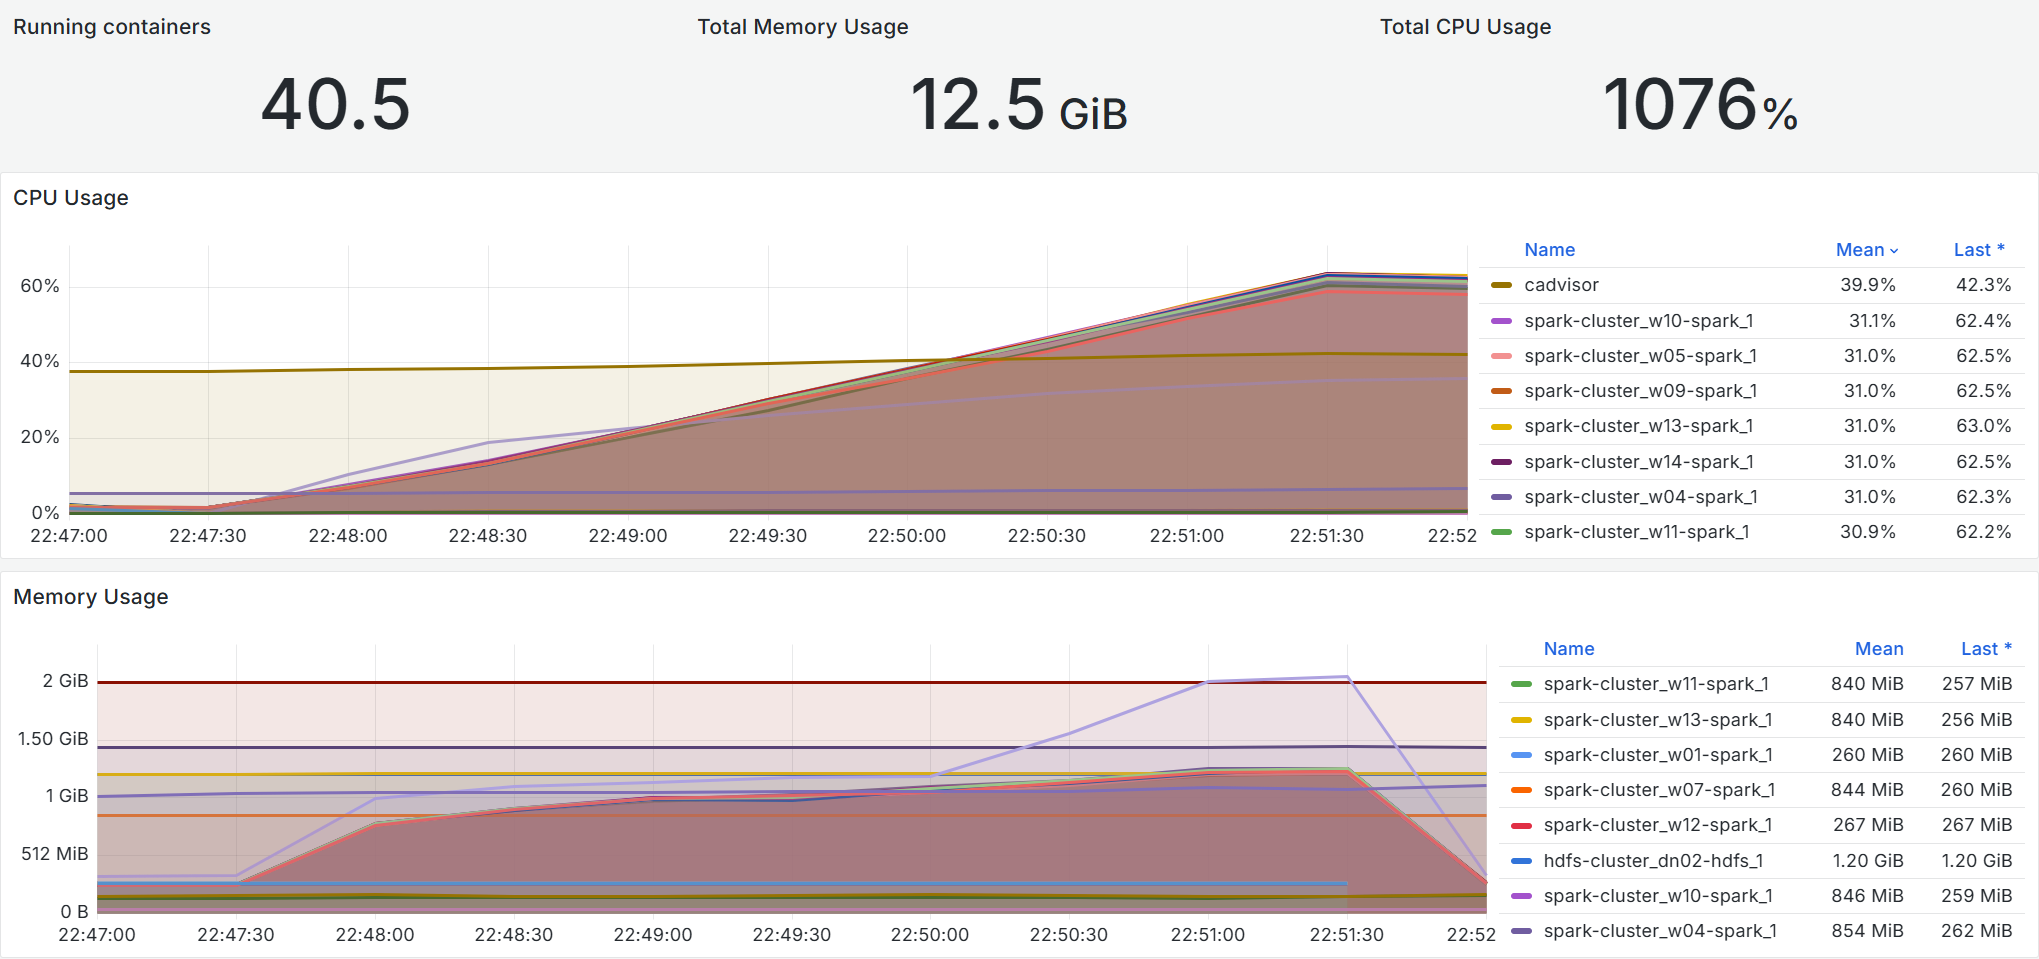 Running containers
Total Memory Usage
Total CPU Usage
40.5
12.5 GiB
1076%
CPU Usage
60%
40%
20%
0%
22:47:00 22:47:30 22:48:00 22:48:30 22:49:00 22:49:30 22:50:00 22:50:30 22:51:00 22:51:30 22:52
Name Mean Last *
cadvisor 39.9% 42.3%
spark-cluster_w10-spark_1 31.1% 62.4%
spark-cluster_w05-spark_1 31.0% 62.5%
spark-cluster_w09-spark_1 31.0% 62.5%
spark-cluster_w13-spark_1 31.0% 63.0%
spark-cluster_w14-spark_1 31.0% 62.5%
spark-cluster_w04-spark_1 31.0% 62.3%
spark-cluster_w11-spark_1 30.9% 62.2%
Memory Usage
2 GiB
1.50 GiB
1 GiB
512 MiB
0 B
22:47:00 22:47:30 22:48:00 22:48:30 22:49:00 22:49:30 22:50:00 22:50:30 22:51:00 22:51:30 22:52
Name Mean Last *
spark-cluster_w11-spark_1 840 MiB 257 MiB
spark-cluster_w13-spark_1 840 MiB 256 MiB
spark-cluster_w01-spark_1 260 MiB 260 MiB
spark-cluster_w07-spark_1 844 MiB 260 MiB
spark-cluster_w12-spark_1 267 MiB 267 MiB
hdfs-cluster_dn02-hdfs_1 1.20 GiB 1.20 GiB
spark-cluster_w10-spark_1 846 MiB 259 MiB
spark-cluster_w04-spark_1 854 MiB 262 MiB